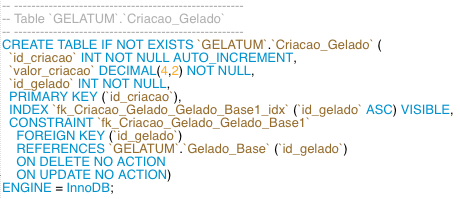 -- -----------------------------------------------------
-- Table `GELATUM`.`Criacao_Gelado`
-- -----------------------------------------------------
CREATE TABLE IF NOT EXISTS `GELATUM`.`Criacao_Gelado` (
`id_criacao` INT NOT NULL AUTO_INCREMENT,
`valor_criacao` DECIMAL(4,2) NOT NULL,
`id_gelado` INT NOT NULL,
PRIMARY KEY (`id_criacao`),
INDEX `fk_Criacao_Gelado_Gelado_Base1_idx` (`id_gelado` ASC) VISIBLE,
CONSTRAINT `fk_Criacao_Gelado_Gelado_Base1`
FOREIGN KEY (`id_gelado`)
REFERENCES `GELATUM`.`Gelado_Base` (`id_gelado`)
ON DELETE NO ACTION
ON UPDATE NO ACTION)
ENGINE = InnoDB;